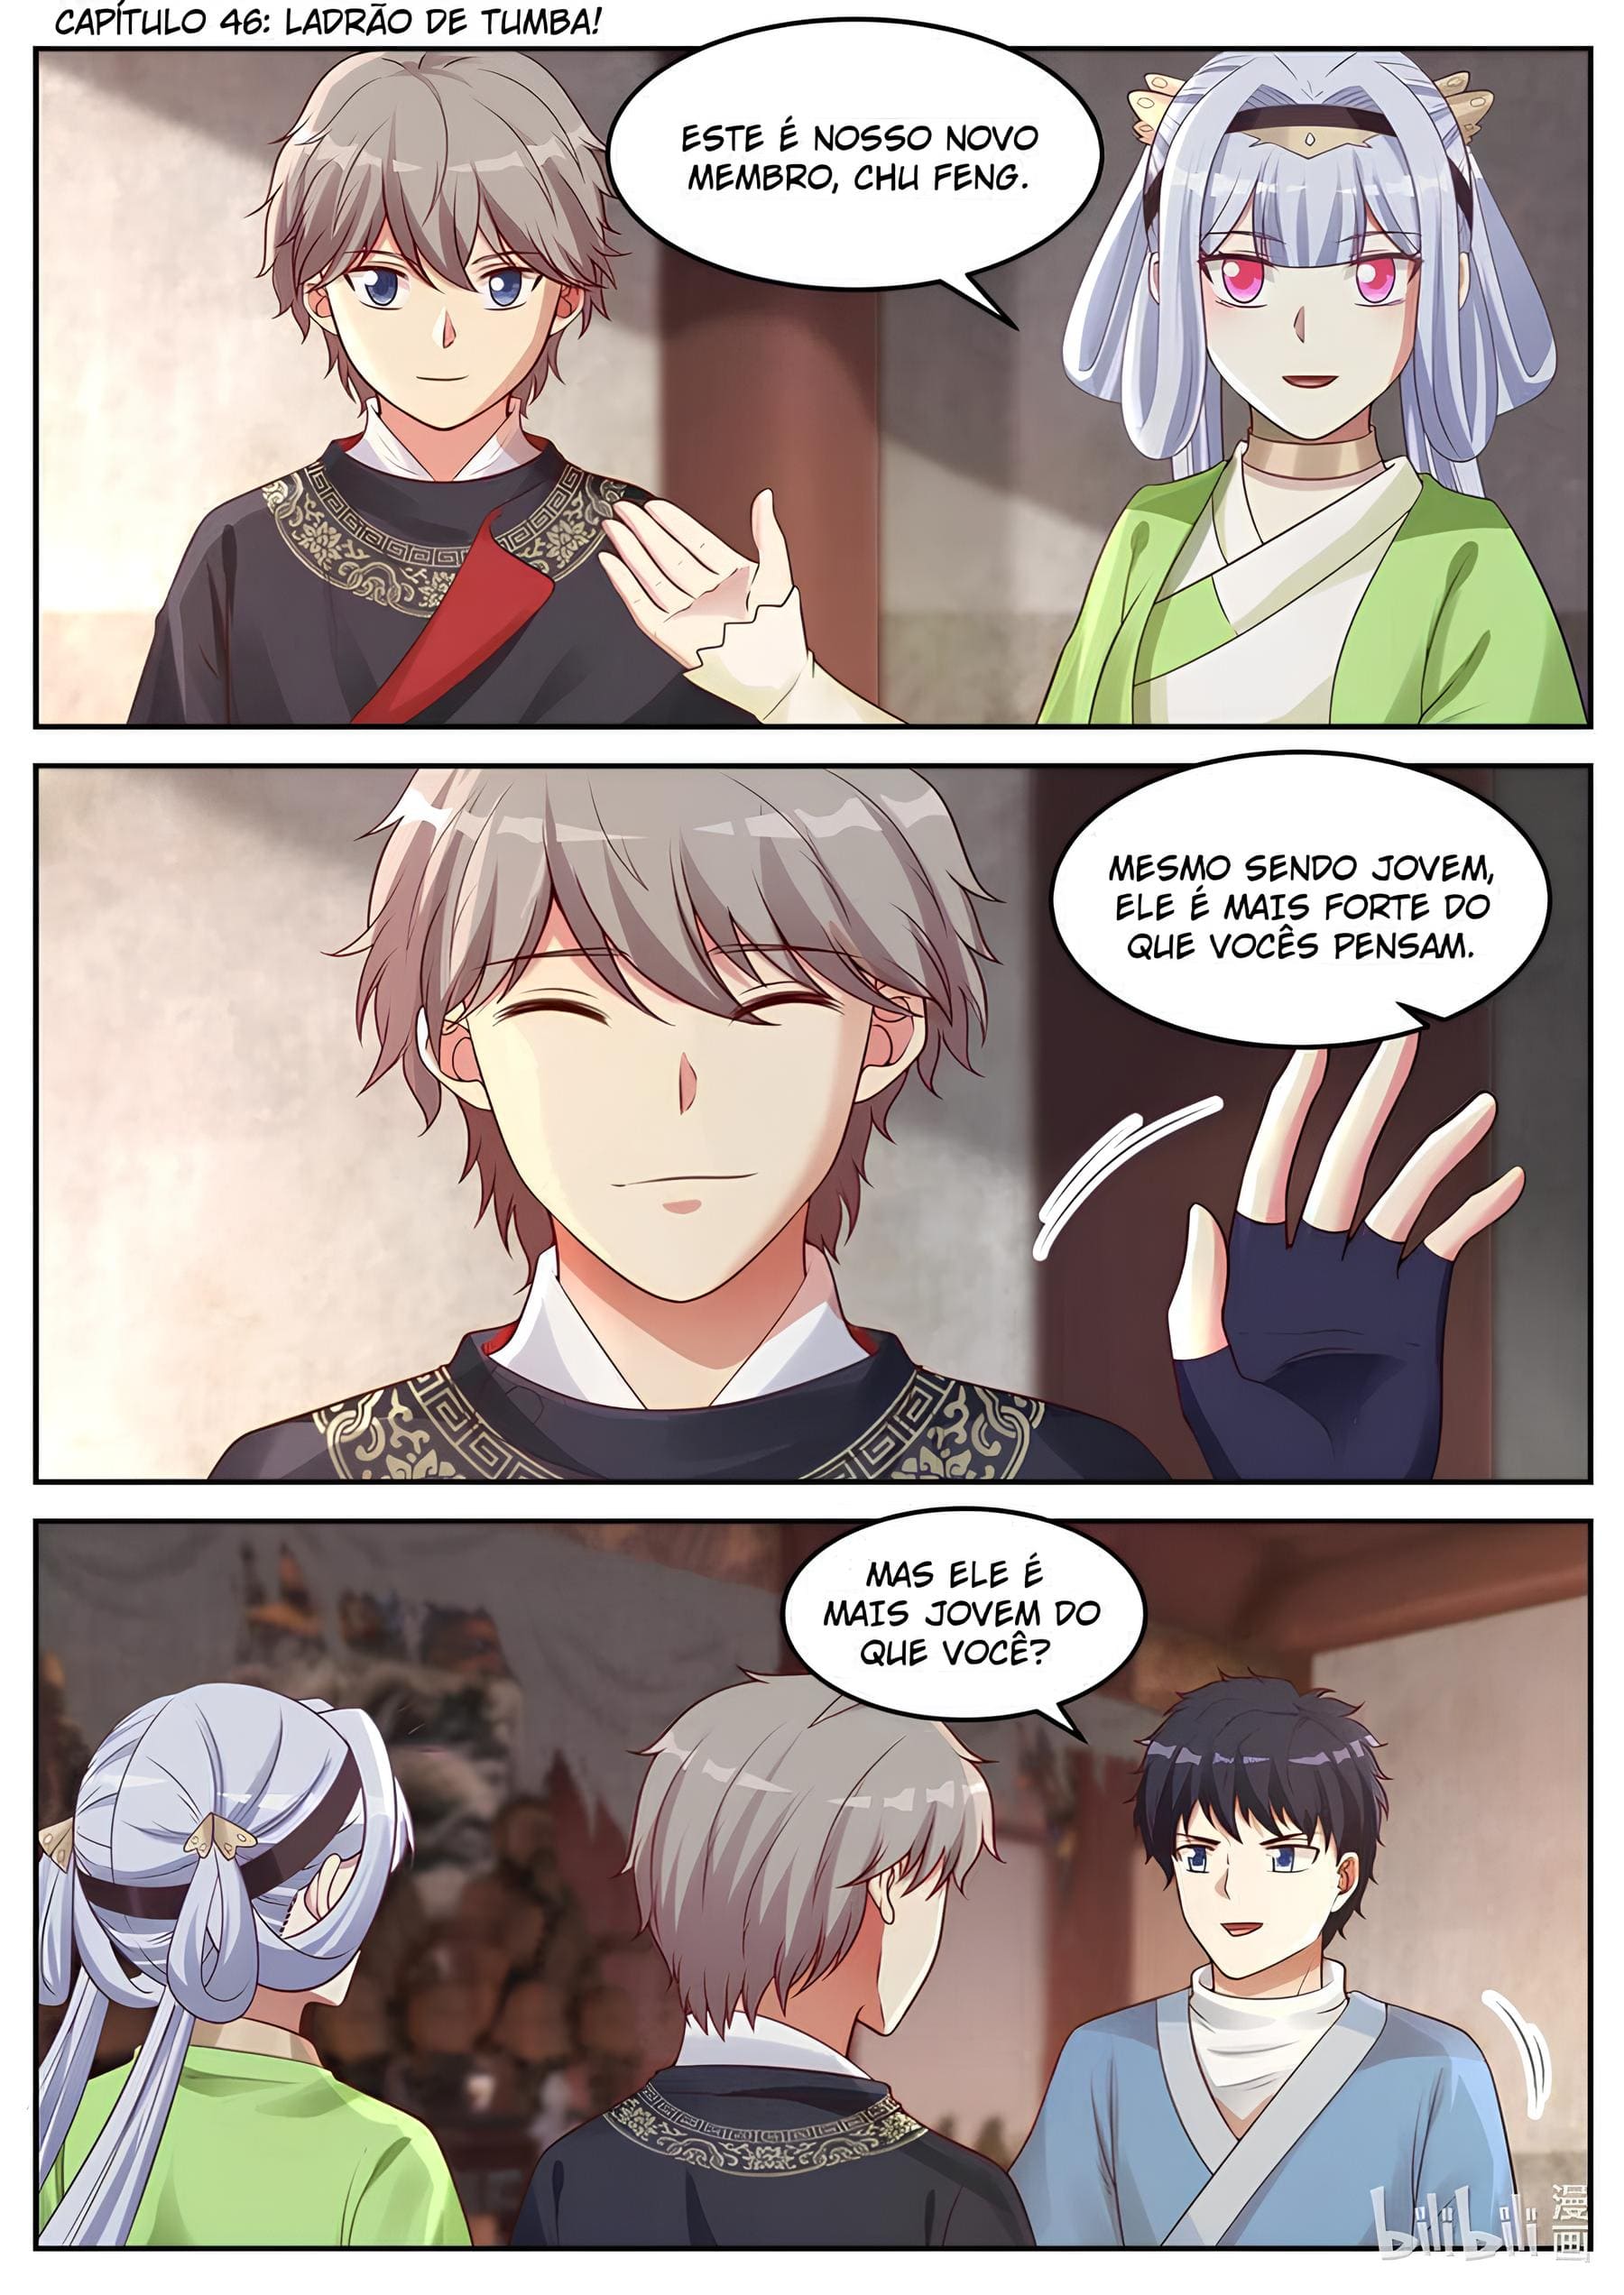 CAPÍTULO 46: LADRÃO DE TUMBA!
ESTE É NOSSO NOVO
MEMBRO, CHU FENG.
MESMO SENDO JOVEM,
ELE É MAIS FORTE DO
QUE VOCÊS PENSAM.
MAS ELE É
MAIS JOVEM DO
QUE VOCÊ?
bilibili 漫画